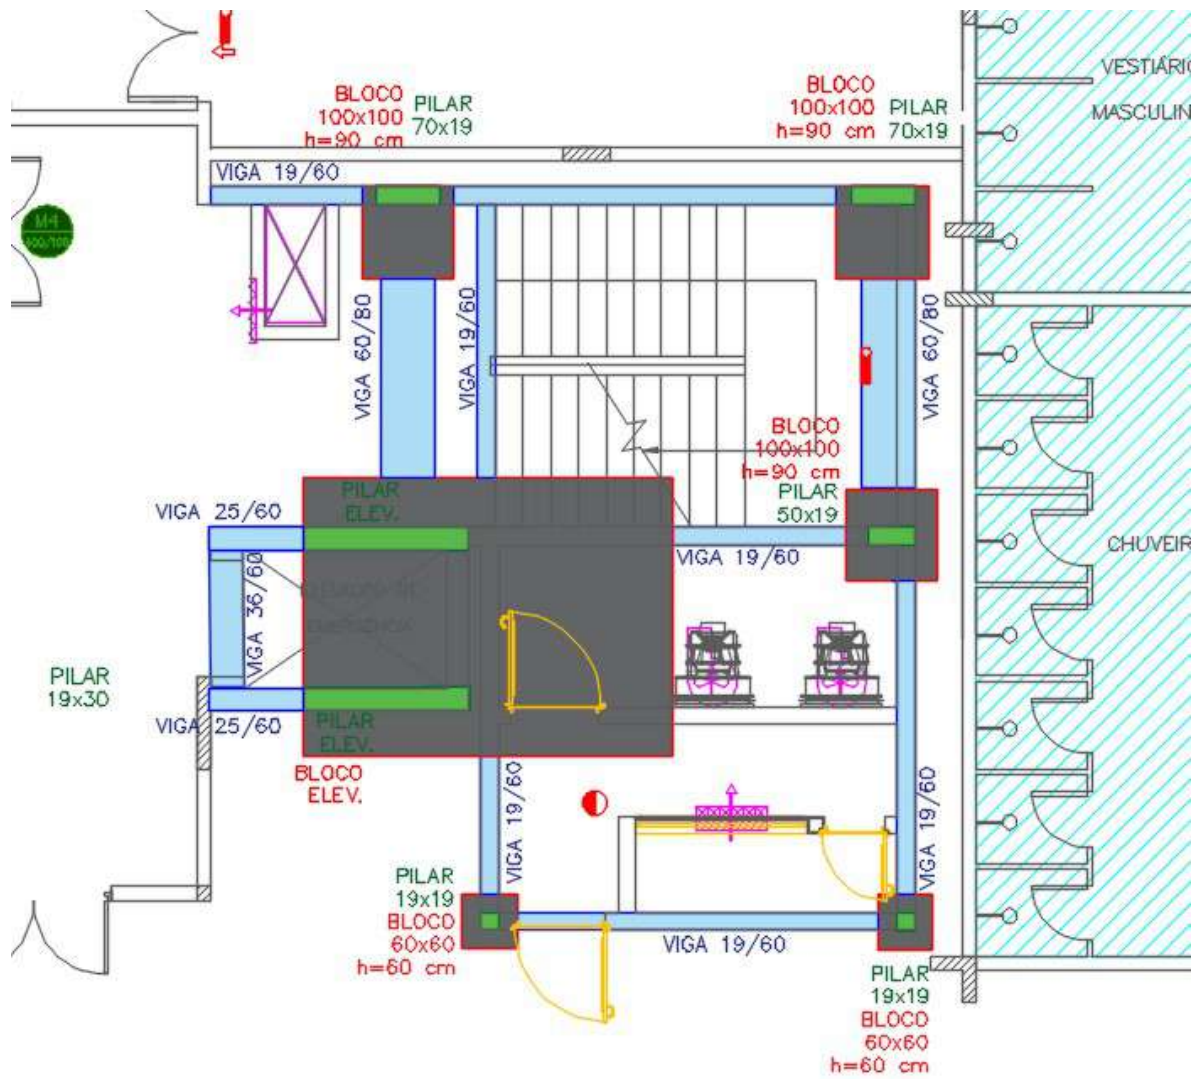 VESTIÁRIO
MASCULIN
BLOCO
100x100
h=90 cm
PILAR
70x19
BLOCO
100x100
h=90 cm
PILAR
70x19
VIGA 19/60
M4
VIGA 60/80
VIGA 19/60
VIGA 60/80
BLOCO
100x100
h=90 cm
PILAR
50x19
PILAR
ELEV.
VIGA 25/60
VIGA 19/60
CHUVEIR
VIGA 36/60
PILAR
19x30
VIGA 25/60
PILAR
ELEV.
BLOCO
ELEV.
VIGA 19/60
VIGA 19/60
PILAR
19x19
BLOCO
60x60
h=60 cm
VIGA 19/60
PILAR
19x19
BLOCO
60x60
h=60 cm